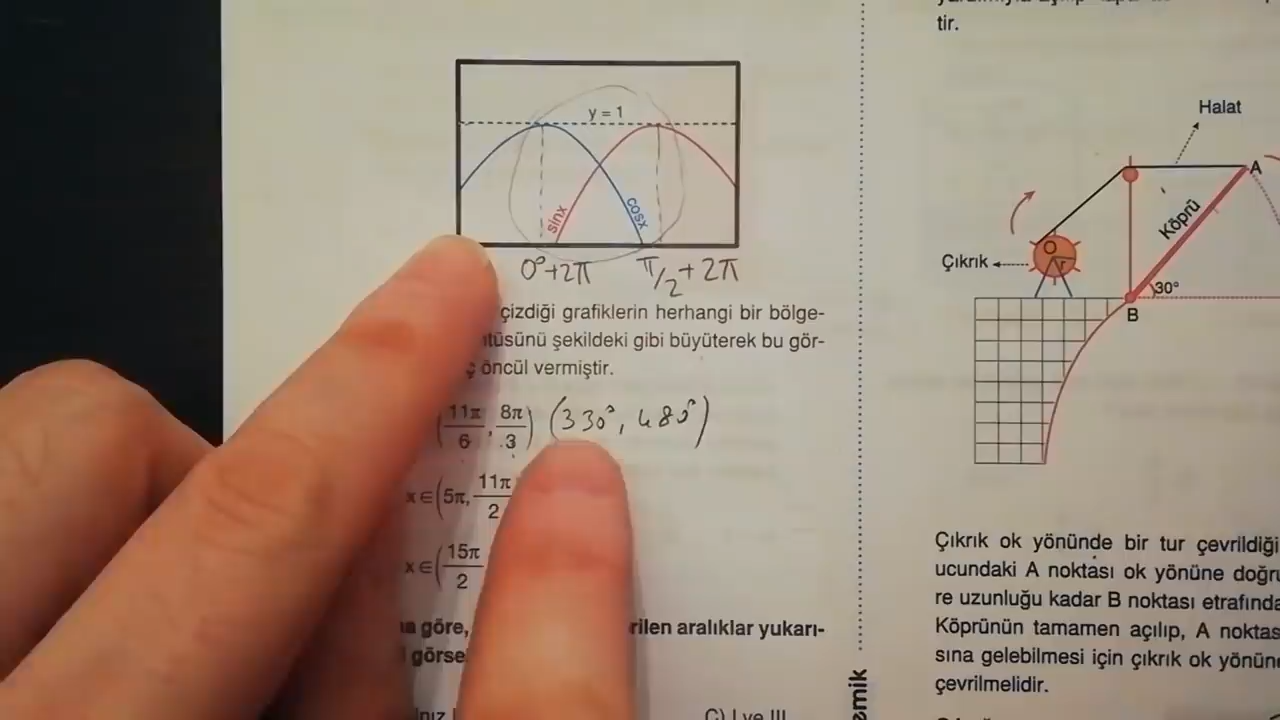 tir.
y = 1
sinx
cosx
0°+2π
π/2+2π
çizdiği grafiklerin herhangi bir bölge-
şekildeki gibi büyüterek bu gör-
öncül vermiştir.
(11π/6, 8π/3) (330°, 480°)
x∈(5π, 11π/2
x∈(15π/2
göre, rilen aralıklar yukarı-
C) I ve III
Halat
A
Köprü
O
r
Çıkrık
30°
B
Çıkrık ok yönünde bir tur çevrildiği
ucundaki A noktası ok yönüne doğru
re uzunluğu kadar B noktası etrafında
Köprünün tamamen açılıp, A noktas
sına gelebilmesi için çıkrık ok yönün
çevrilmelidir.
emik